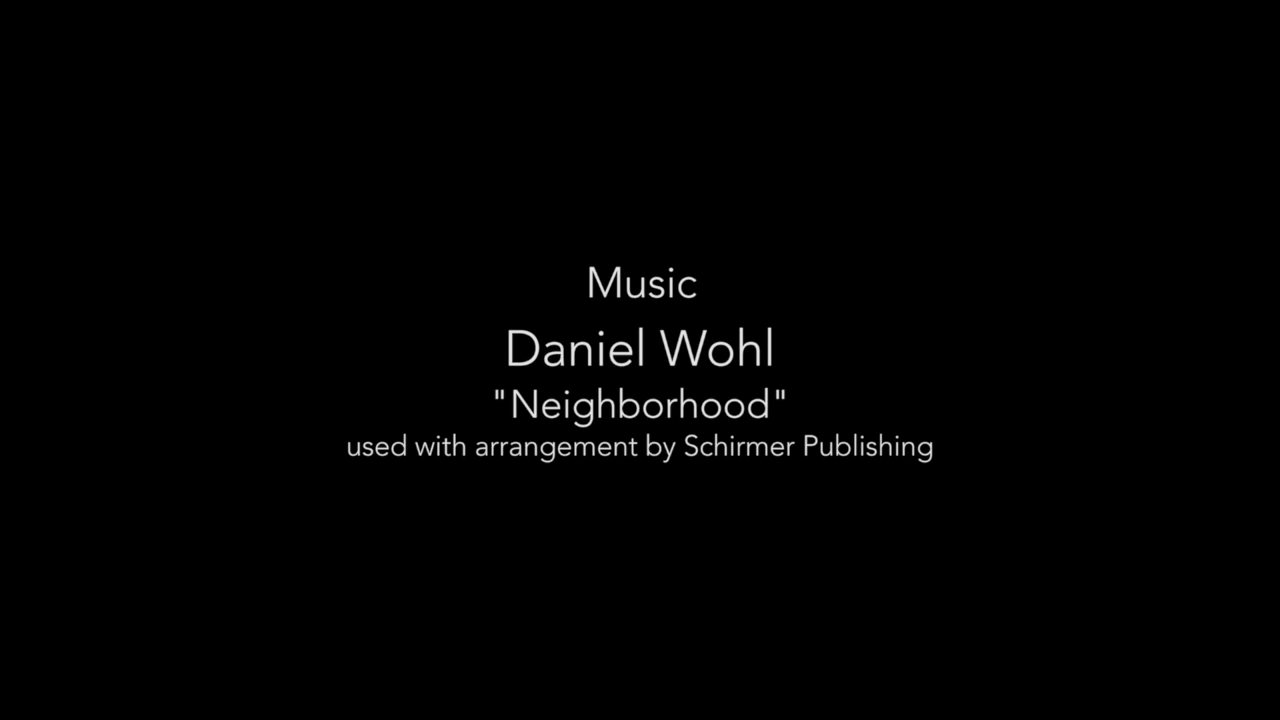 Music
Daniel Wohl
"Neighborhood"
used with arrangement by Schirmer Publishing